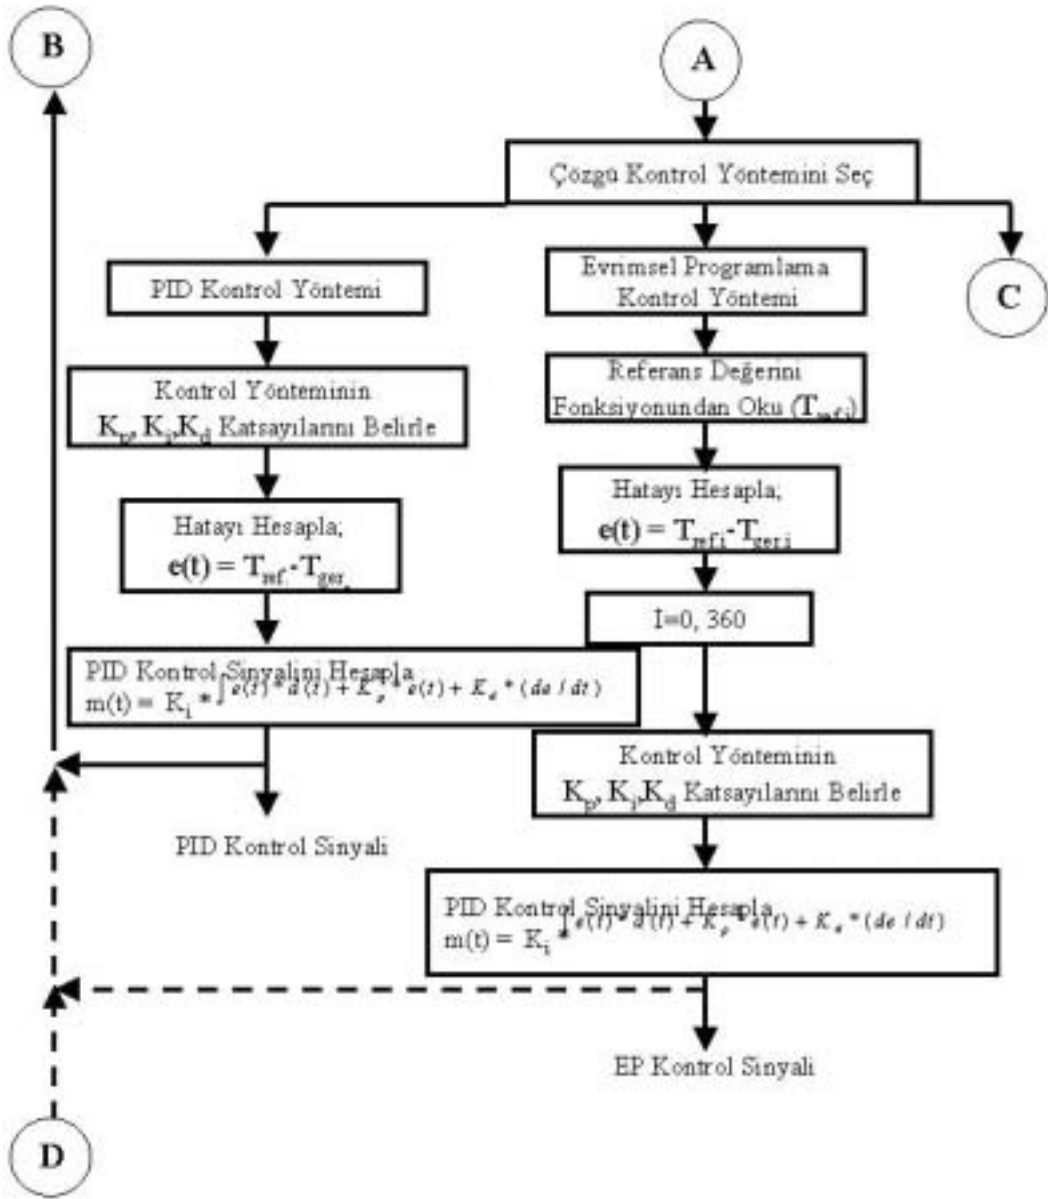 B
A
Çözgü Kontrol Yöntemini Seç
PID Kontrol Yöntemi
Evrimsel Programlama
Kontrol Yöntemi
C
Kontrol Yönteminin
Kp, Ki,Kd Katsayılarını Belirle
Referans Değerini
Fonksiyonundan Oku (Tref.i)
Hatayı Hesapla;
e(t) = Tref.-Tger.
Hatayı Hesapla;
e(t) = Tref.i-Tger.i
İ=0, 360
PID Kontrol Sinyalini Hesapla
m(t) = Ki *∫e(t)* d(t) + Kp * e(t) + Kd * (de / dt)
Kontrol Yönteminin
Kp, Ki,Kd Katsayılarını Belirle
PID Kontrol Sinyali
PID Kontrol Sinyalini Hesapla
m(t) = Ki *∫e(t)* d(t) + Kp * e(t) + Kd * (de / dt)
EP Kontrol Sinyali
D